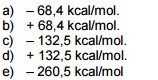 a) – 68,4 kcal/mol.
b) + 68,4 kcal/mol.
c) – 132,5 kcal/mol.
d) + 132,5 kcal/mol.
e) – 260,5 kcal/mol